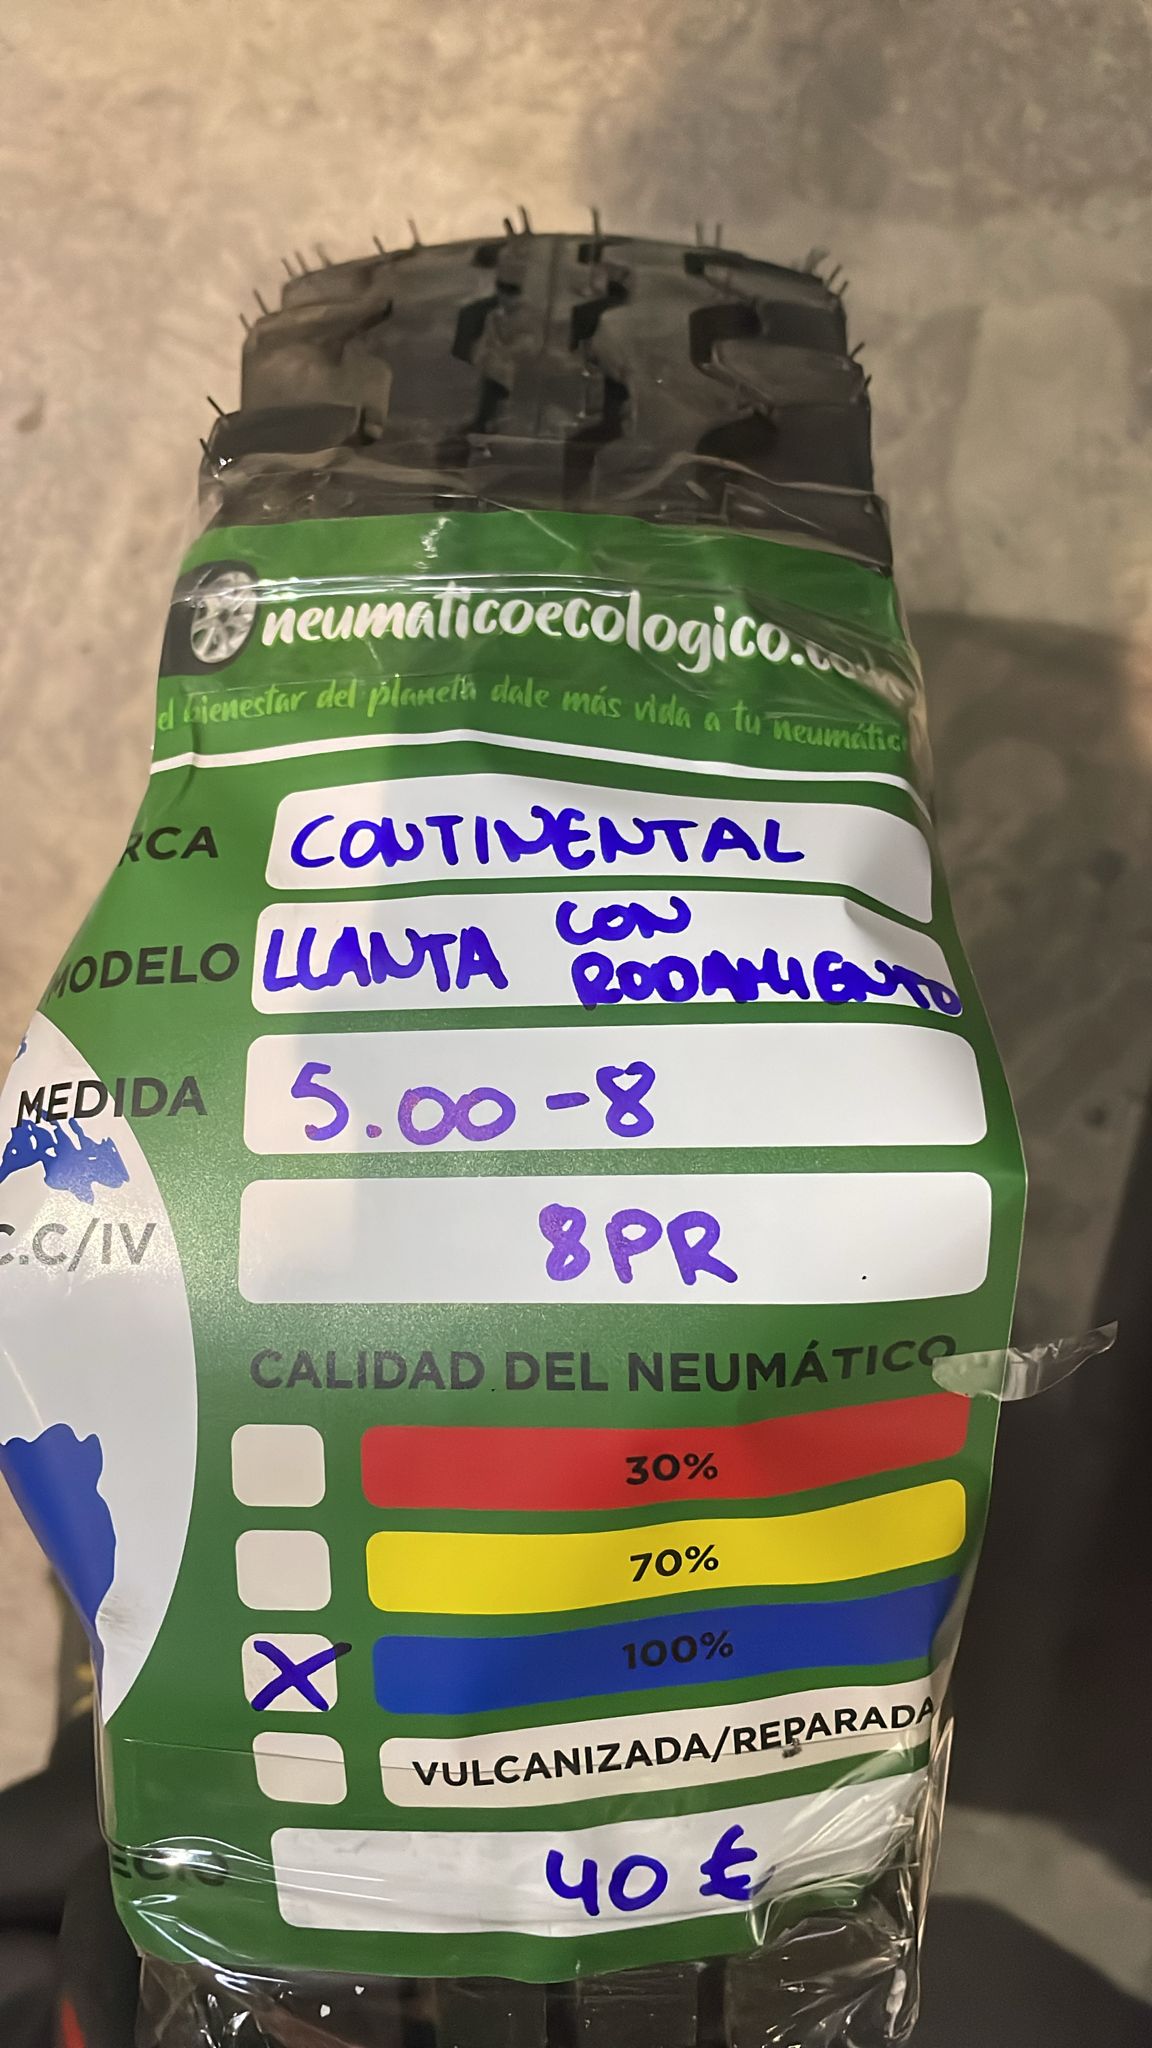 neumaticoecologico.com
el bienestar del planeta dale más vida a tu neumático
RCA CONTINENTAL
MODELO LLANTA CON RODAMIENTO
MEDIDA 5.00-8
C.C/IV 8PR
CALIDAD DEL NEUMÁTICO
30%
70%
X 100%
VULCANIZADA/REPARADA
ECIO 40 €